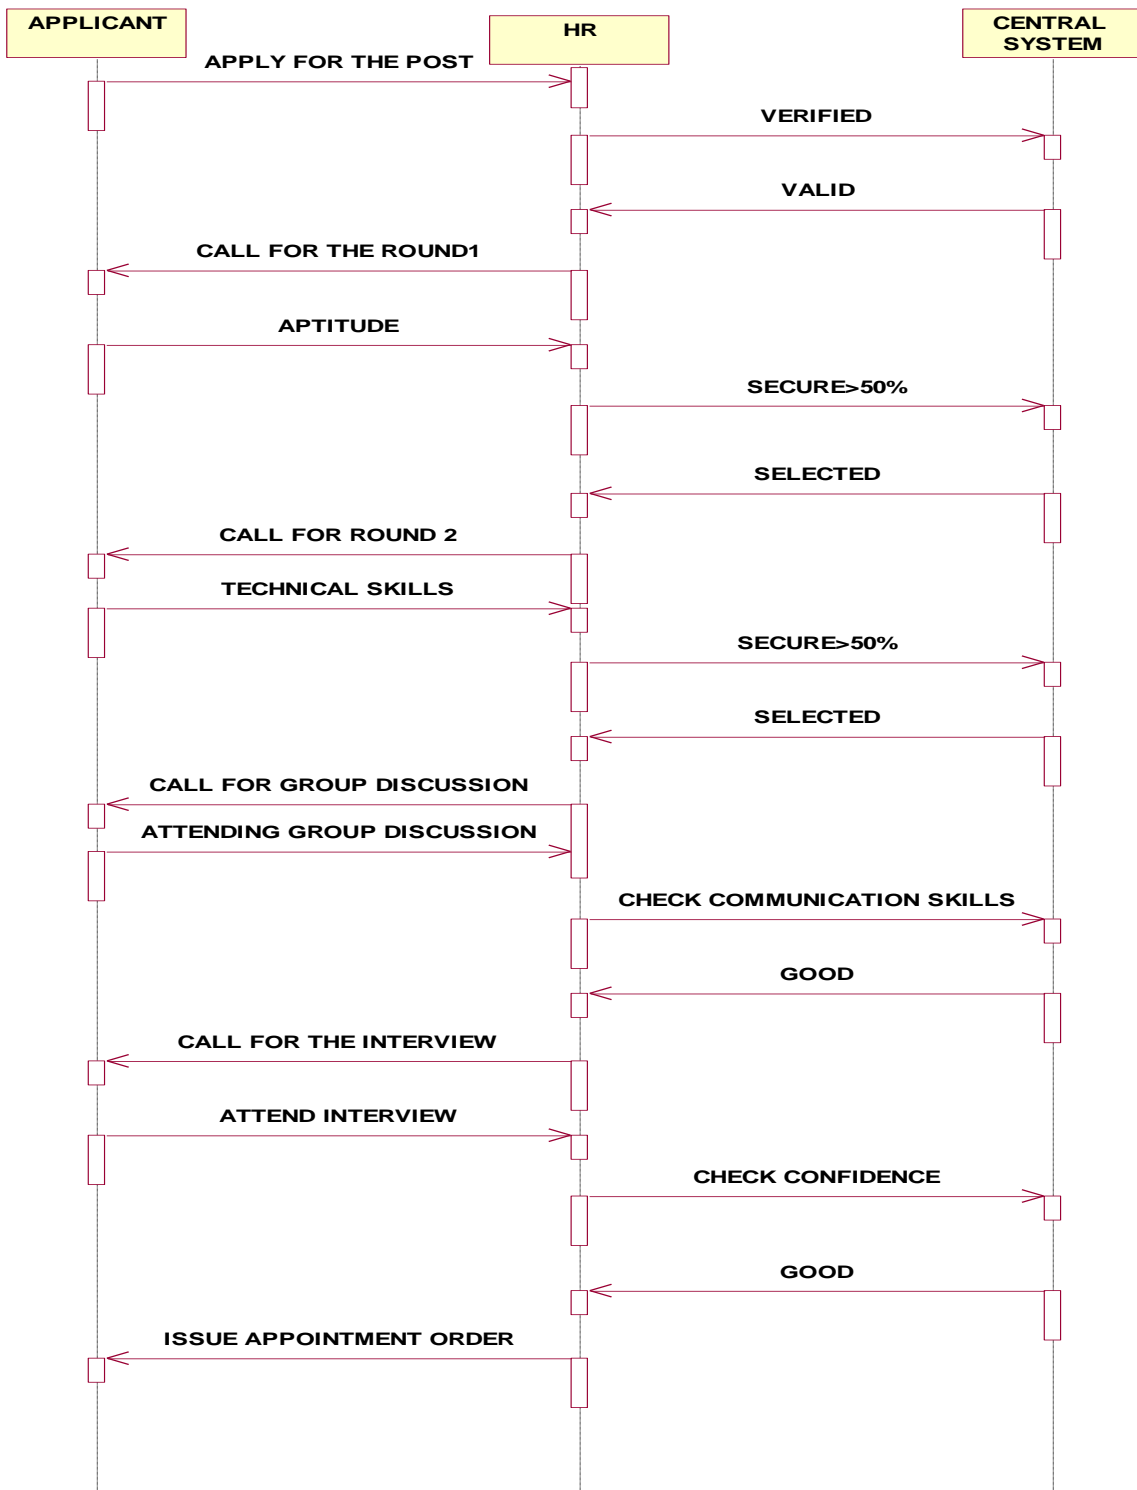 APPLICANT
HR
CENTRAL
SYSTEM
APPLY FOR THE POST
VERIFIED
VALID
CALL FOR THE ROUND1
APTITUDE
SECURE>50%
SELECTED
CALL FOR ROUND 2
TECHNICAL SKILLS
SECURE>50%
SELECTED
CALL FOR GROUP DISCUSSION
ATTENDING GROUP DISCUSSION
CHECK COMMUNICATION SKILLS
GOOD
CALL FOR THE INTERVIEW
ATTEND INTERVIEW
CHECK CONFIDENCE
GOOD
ISSUE APPOINTMENT ORDER